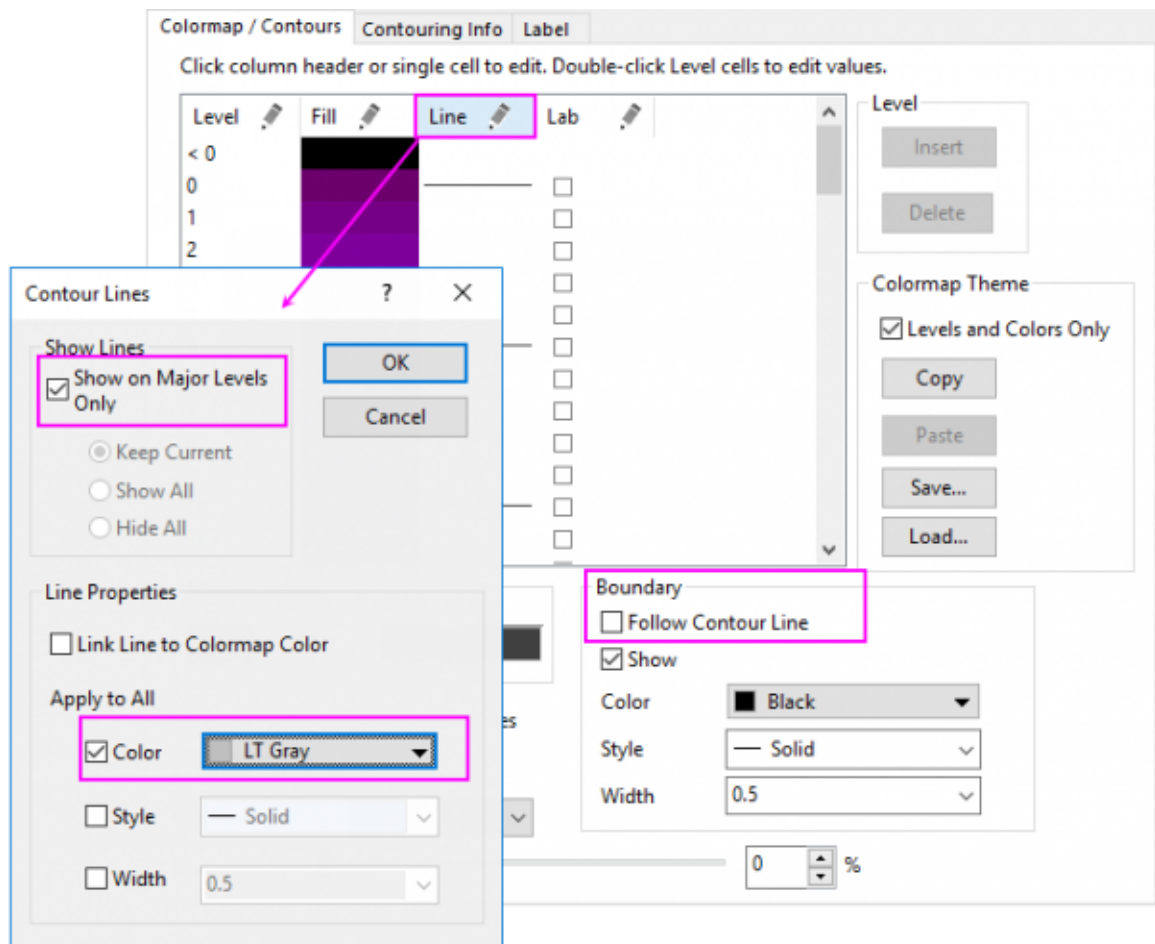 Colormap / Contours Contouring Info Label
Click column header or single cell to edit. Double-click Level cells to edit values.
Level Fill Line Lab
< 0
0
1
2
Level
Insert
Delete
Colormap Theme
Levels and Colors Only
Copy
Paste
Save...
Load...
Contour Lines ? ×
Show Lines
Show on Major Levels
Only
Keep Current
Show All
Hide All
OK
Cancel
Line Properties
Link Line to Colormap Color
Apply to All
Color LT Gray
Style Solid
Width 0.5
Boundary
Follow Contour Line
Show
Color Black
Style Solid
Width 0.5
0 %